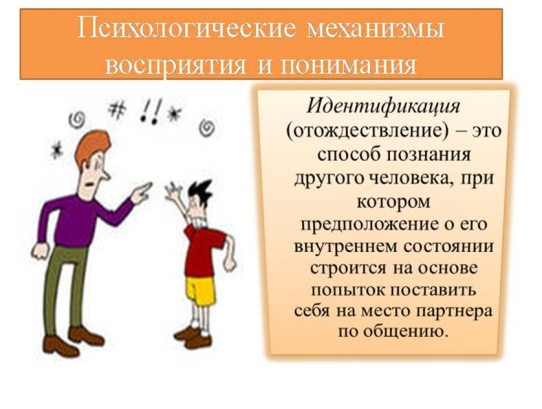 Психологические механизмы
восприятия и понимания
# !! *
*
Идентификация
(отождествление) – это
способ познания
другого человека, при
котором
предположение о его
внутреннем состоянии
строится на основе
попыток поставить
себя на место партнера
по общению.